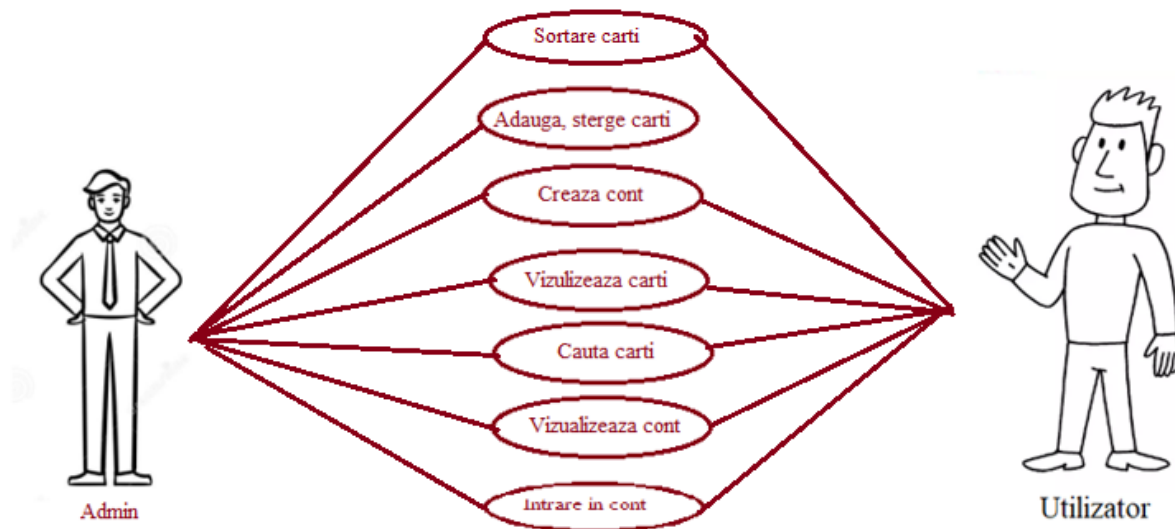 Sortare carti
Adauga, sterge carti
Creaza cont
Vizulizeaza carti
Cauta carti
Vizualizeaza cont
Intrare in cont
Admin
Utilizator